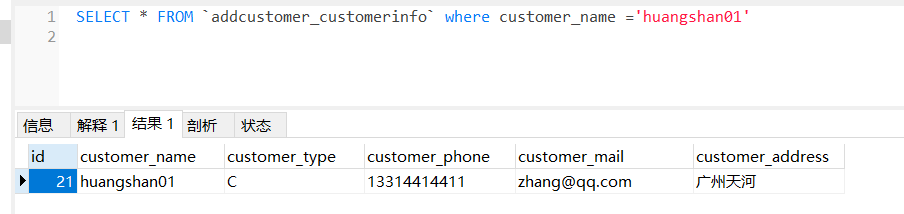 1 SELECT * FROM `addcustomer_customerinfo` where customer_name ='huangshan01'
2
信息 解释 1 结果 1 剖析 状态
id customer_name customer_type customer_phone customer_mail customer_address
21 huangshan01 C 13314414411 zhang@qq.com 广州天河